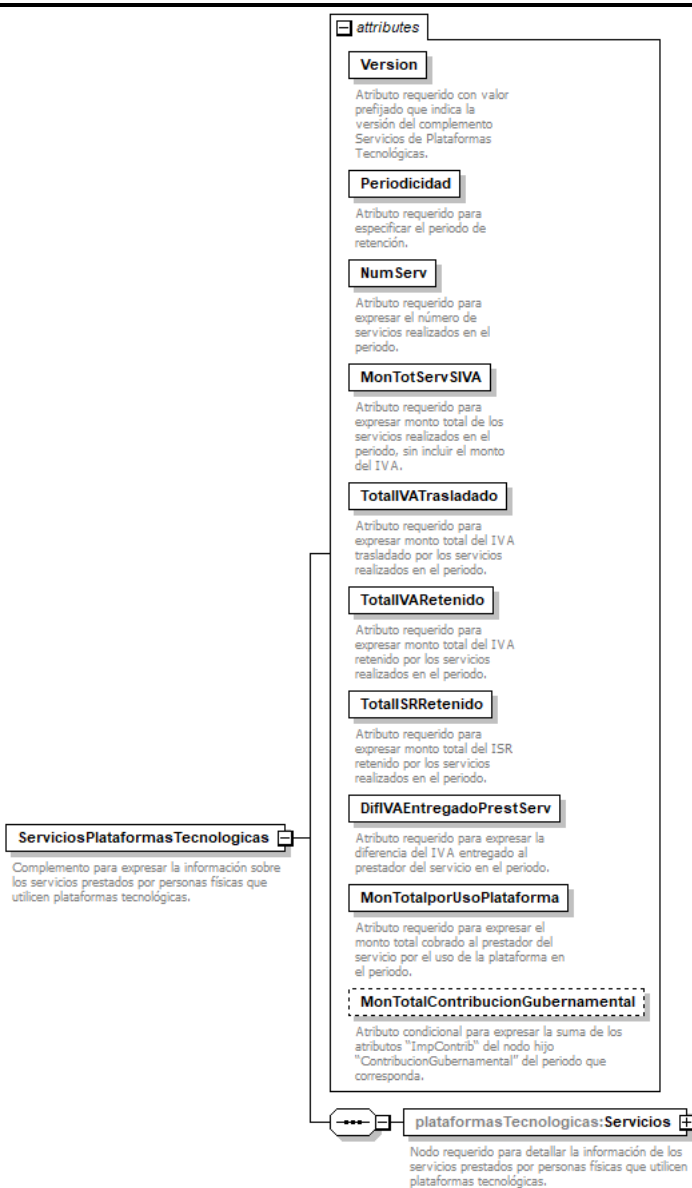 attributes
Version
Atributo requerido con valor
prefijado que indica la
versión del complemento
Servicios de Plataformas
Tecnológicas.
Periodicidad
Atributo requerido para
especificar el periodo de
retención.
NumServ
Atributo requerido para
expresar el número de
servicios realizados en el
periodo.
MonTotServSIVA
Atributo requerido para
expresar monto total de los
servicios realizados en el
periodo, sin incluir el monto
del IVA.
TotalIVATrasladado
Atributo requerido para
expresar monto total del IVA
trasladado por los servicios
realizados en el periodo.
TotalIVARetenido
Atributo requerido para
expresar monto total del IVA
retenido por los servicios
realizados en el periodo.
TotalISRRetenido
Atributo requerido para
expresar monto total del ISR
retenido por los servicios
realizados en el periodo.
DifIVAEntregadoPrestServ
Atributo requerido para expresar la
diferencia del IVA entregado al
prestador del servicio en el periodo.
MonTotalporUsoPlataforma
Atributo requerido para expresar el
monto total cobrado al prestador del
servicio por el uso de la plataforma en
el periodo.
MonTotalContribucionGubernamental
Atributo condicional para expresar la suma de los
atributos "ImpContrib" del nodo hijo
"ContribucionGubernamental" del periodo que
corresponda.
ServiciosPlataformasTecnologicas
Complemento para expresar la información sobre
los servicios prestados por personas físicas que
utilicen plataformas tecnológicas.
plataformasTecnologicas:Servicios
Nodo requerido para detallar la información de los
servicios prestados por personas físicas que utilicen
plataformas tecnológicas.